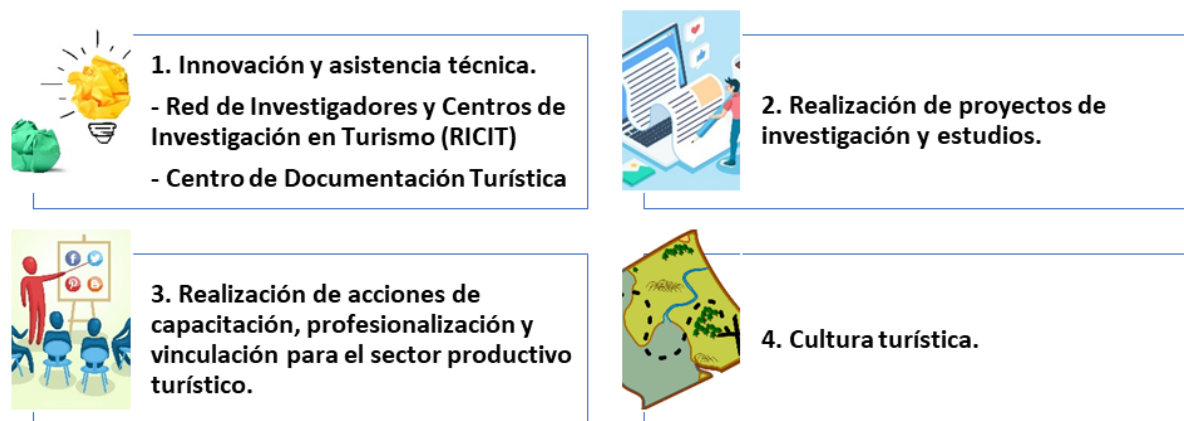 1. Innovación y asistencia técnica.
- Red de Investigadores y Centros de
Investigación en Turismo (RICIT)
- Centro de Documentación Turística
2. Realización de proyectos de
investigación y estudios.
3. Realización de acciones de
capacitación, profesionalización y
vinculación para el sector productivo
turístico.
4. Cultura turística.